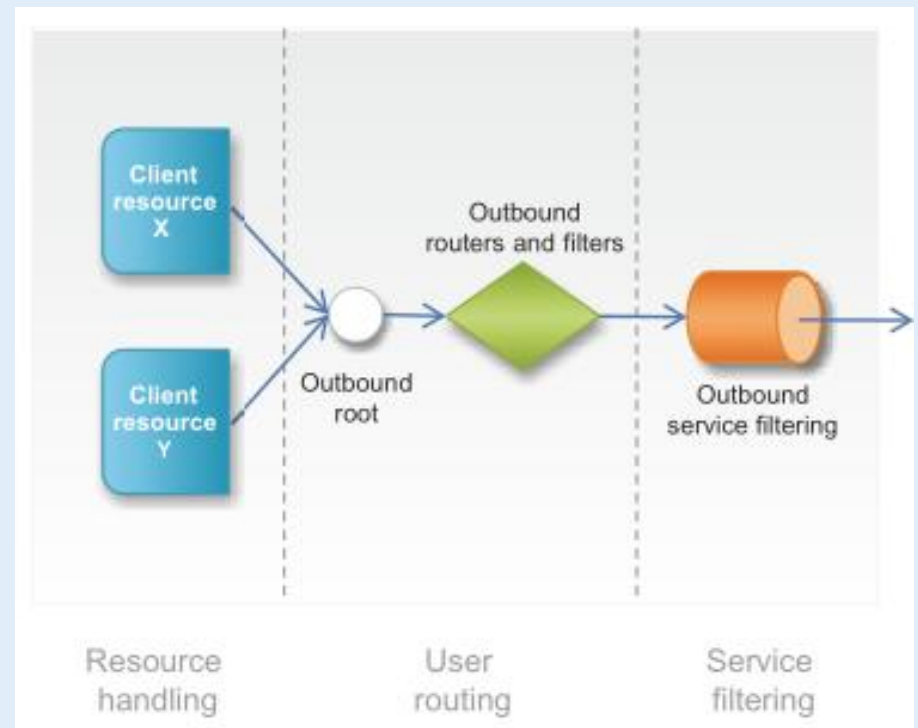 Client
resource
X
Outbound
routers and filters
Client
resource
Y
Outbound
root
Outbound
service filtering
Resource
handling
User
routing
Service
filtering